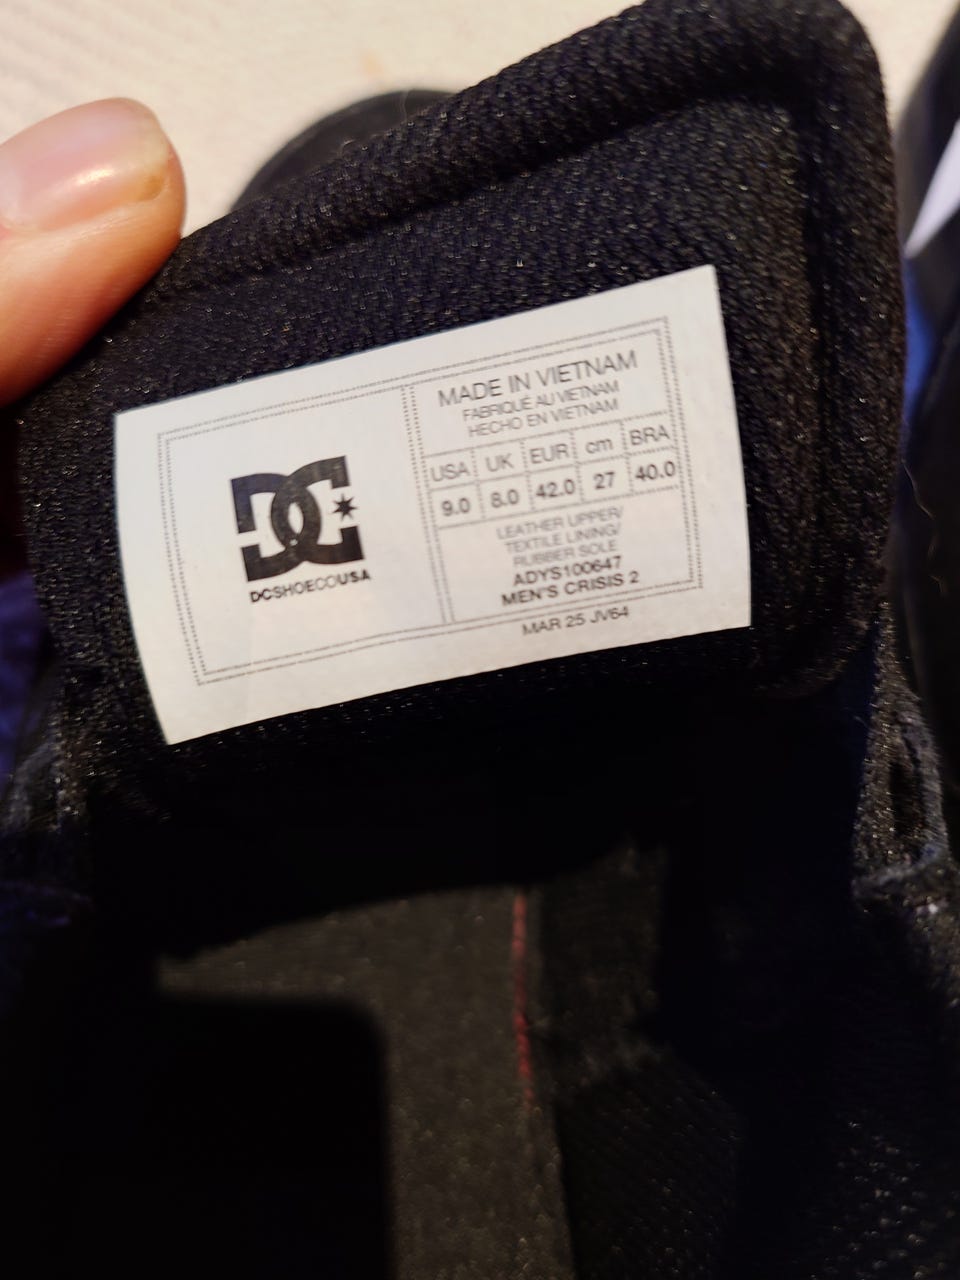 DC
DCSHOECOUSA
MADE IN VIETNAM
FABRIQUÉ AU VIETNAM
HECHO EN VIETNAM
USA UK EUR cm BRA
9.0 8.0 42.0 27 40.0
LEATHER UPPER/
TEXTILE LINING/
RUBBER SOLE
ADYS100647
MEN'S CRISIS 2
MAR 25 JV64